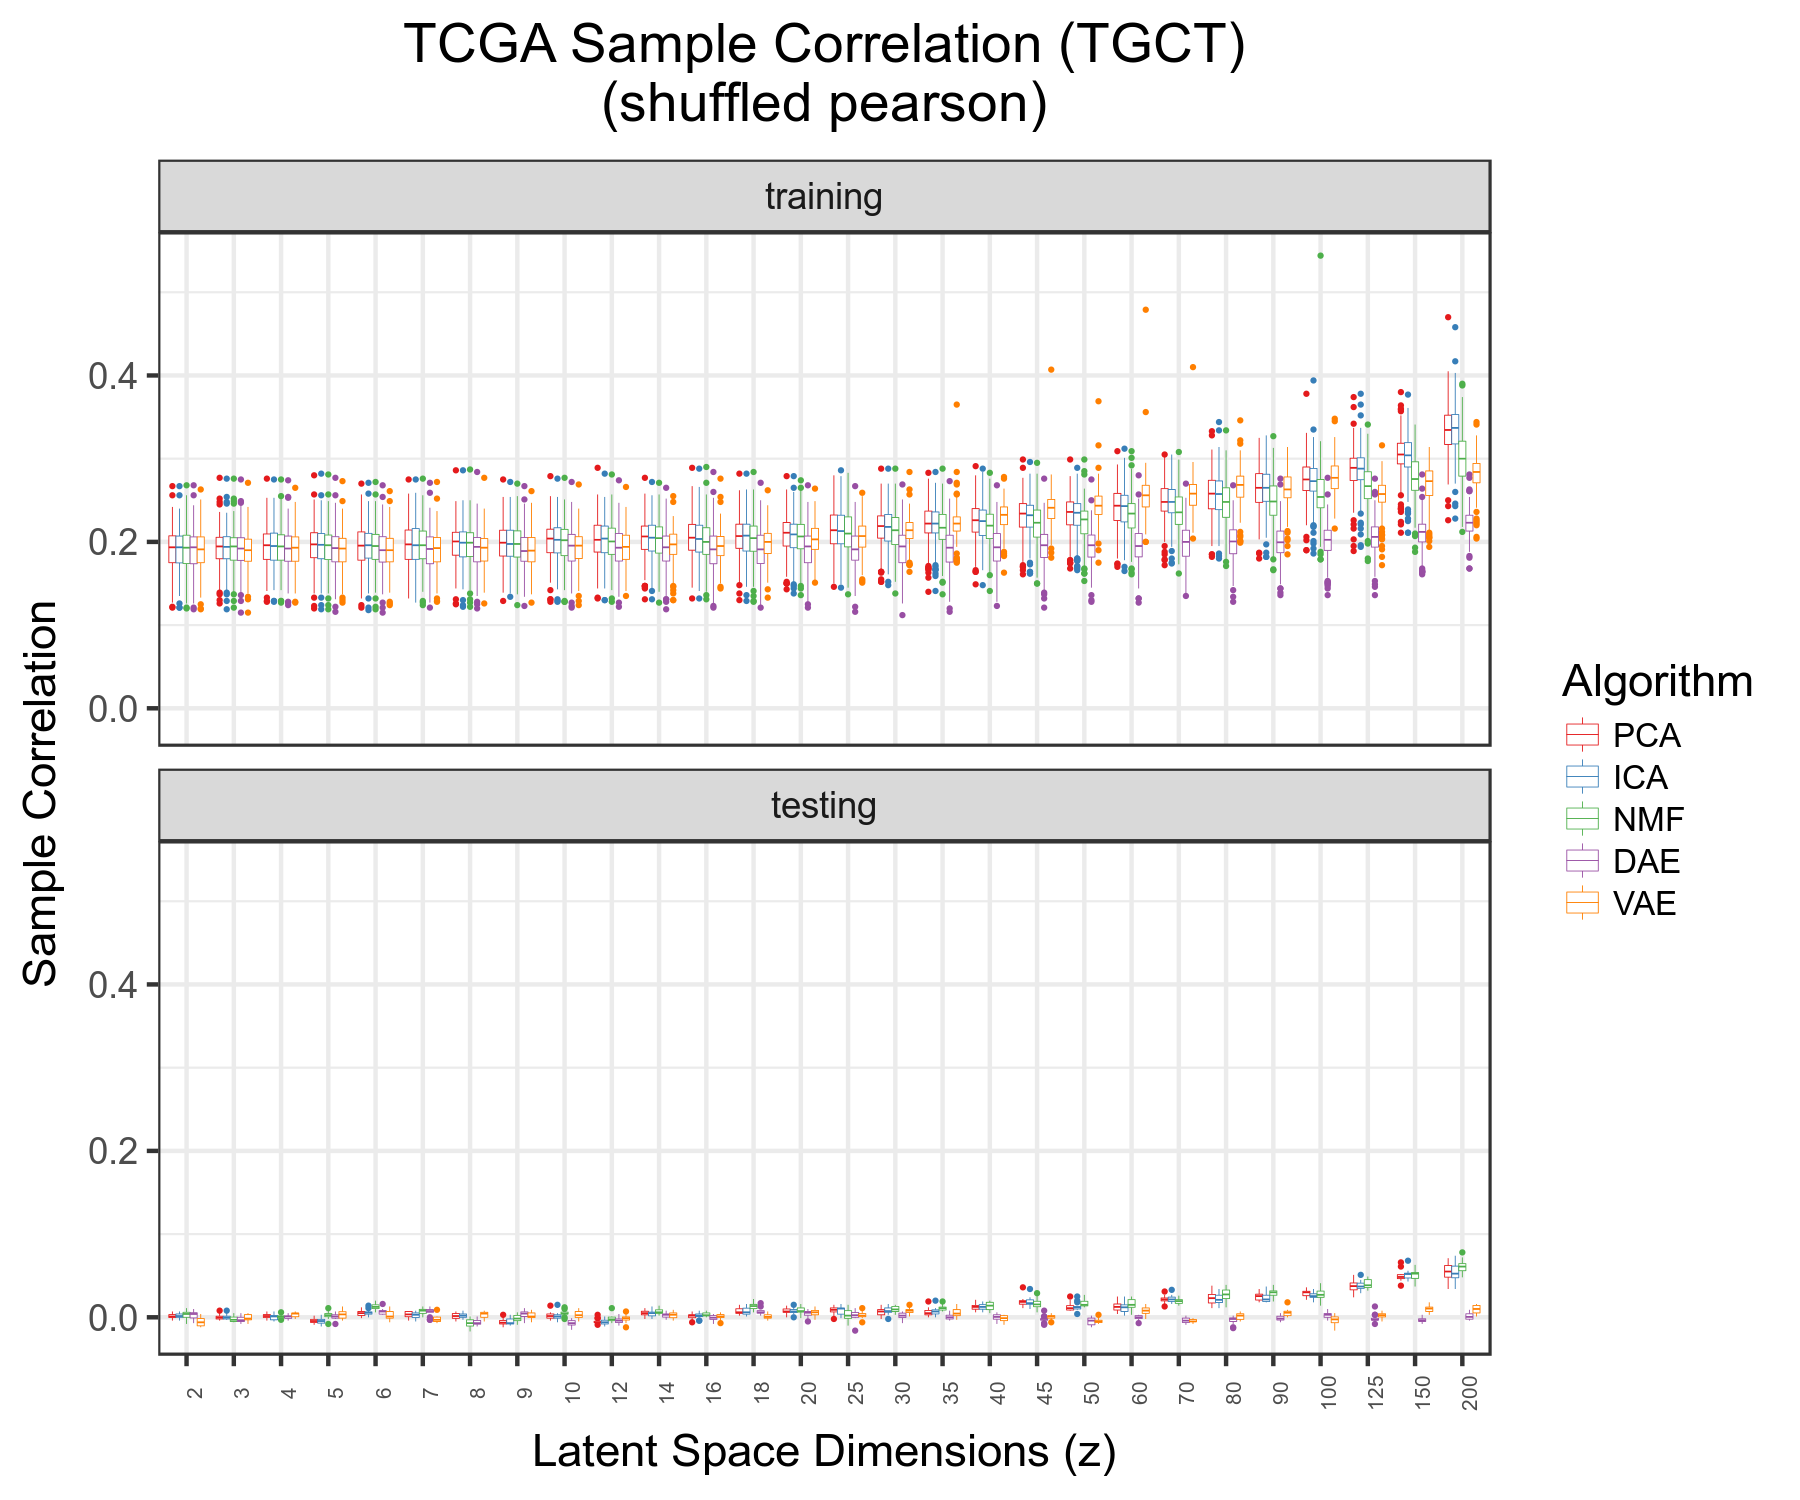 TCGA Sample Correlation (TGCT)
(shuffled pearson)
training
0.4
0.2
0.0
testing
0.4
0.2
0.0
Sample Correlation
2 3 4 5 6 7 8 9 10 12 14 16 18 20 25 30 35 40 45 50 60 70 80 90 100 125 150 200
Latent Space Dimensions (z)
Algorithm
PCA
ICA
NMF
DAE
VAE